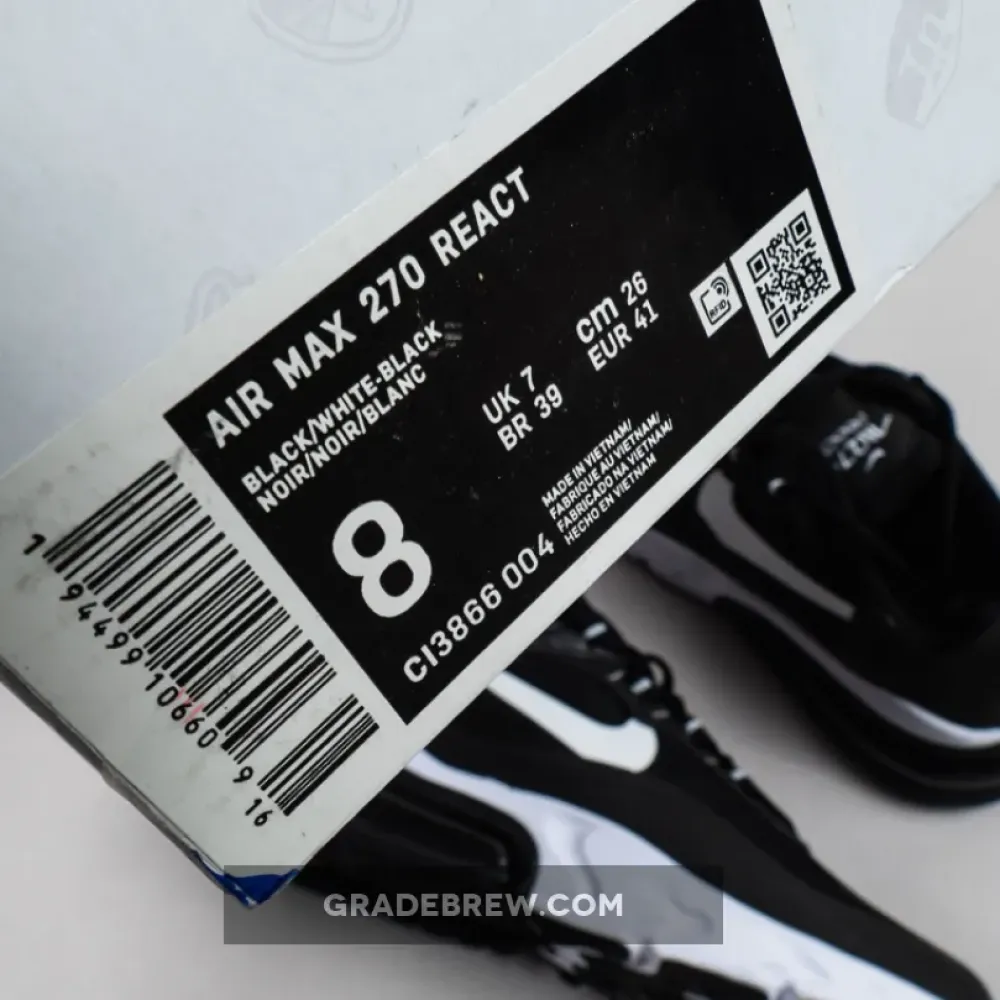 AIR MAX 270 REACT
BLACK/WHITE-BLACK
NOIR/NOIR/BLANC
8
UK 7
BR 39
cm 26
EUR 41
RFID
CI3866 004
MADE IN VIETNAM/
FABRIQUE AU VIETNAM/
FABRICADO NA VIETNAM/
HECHO EN VIETNAM
1 94499 10660 9 16
GRADEBREW.COM